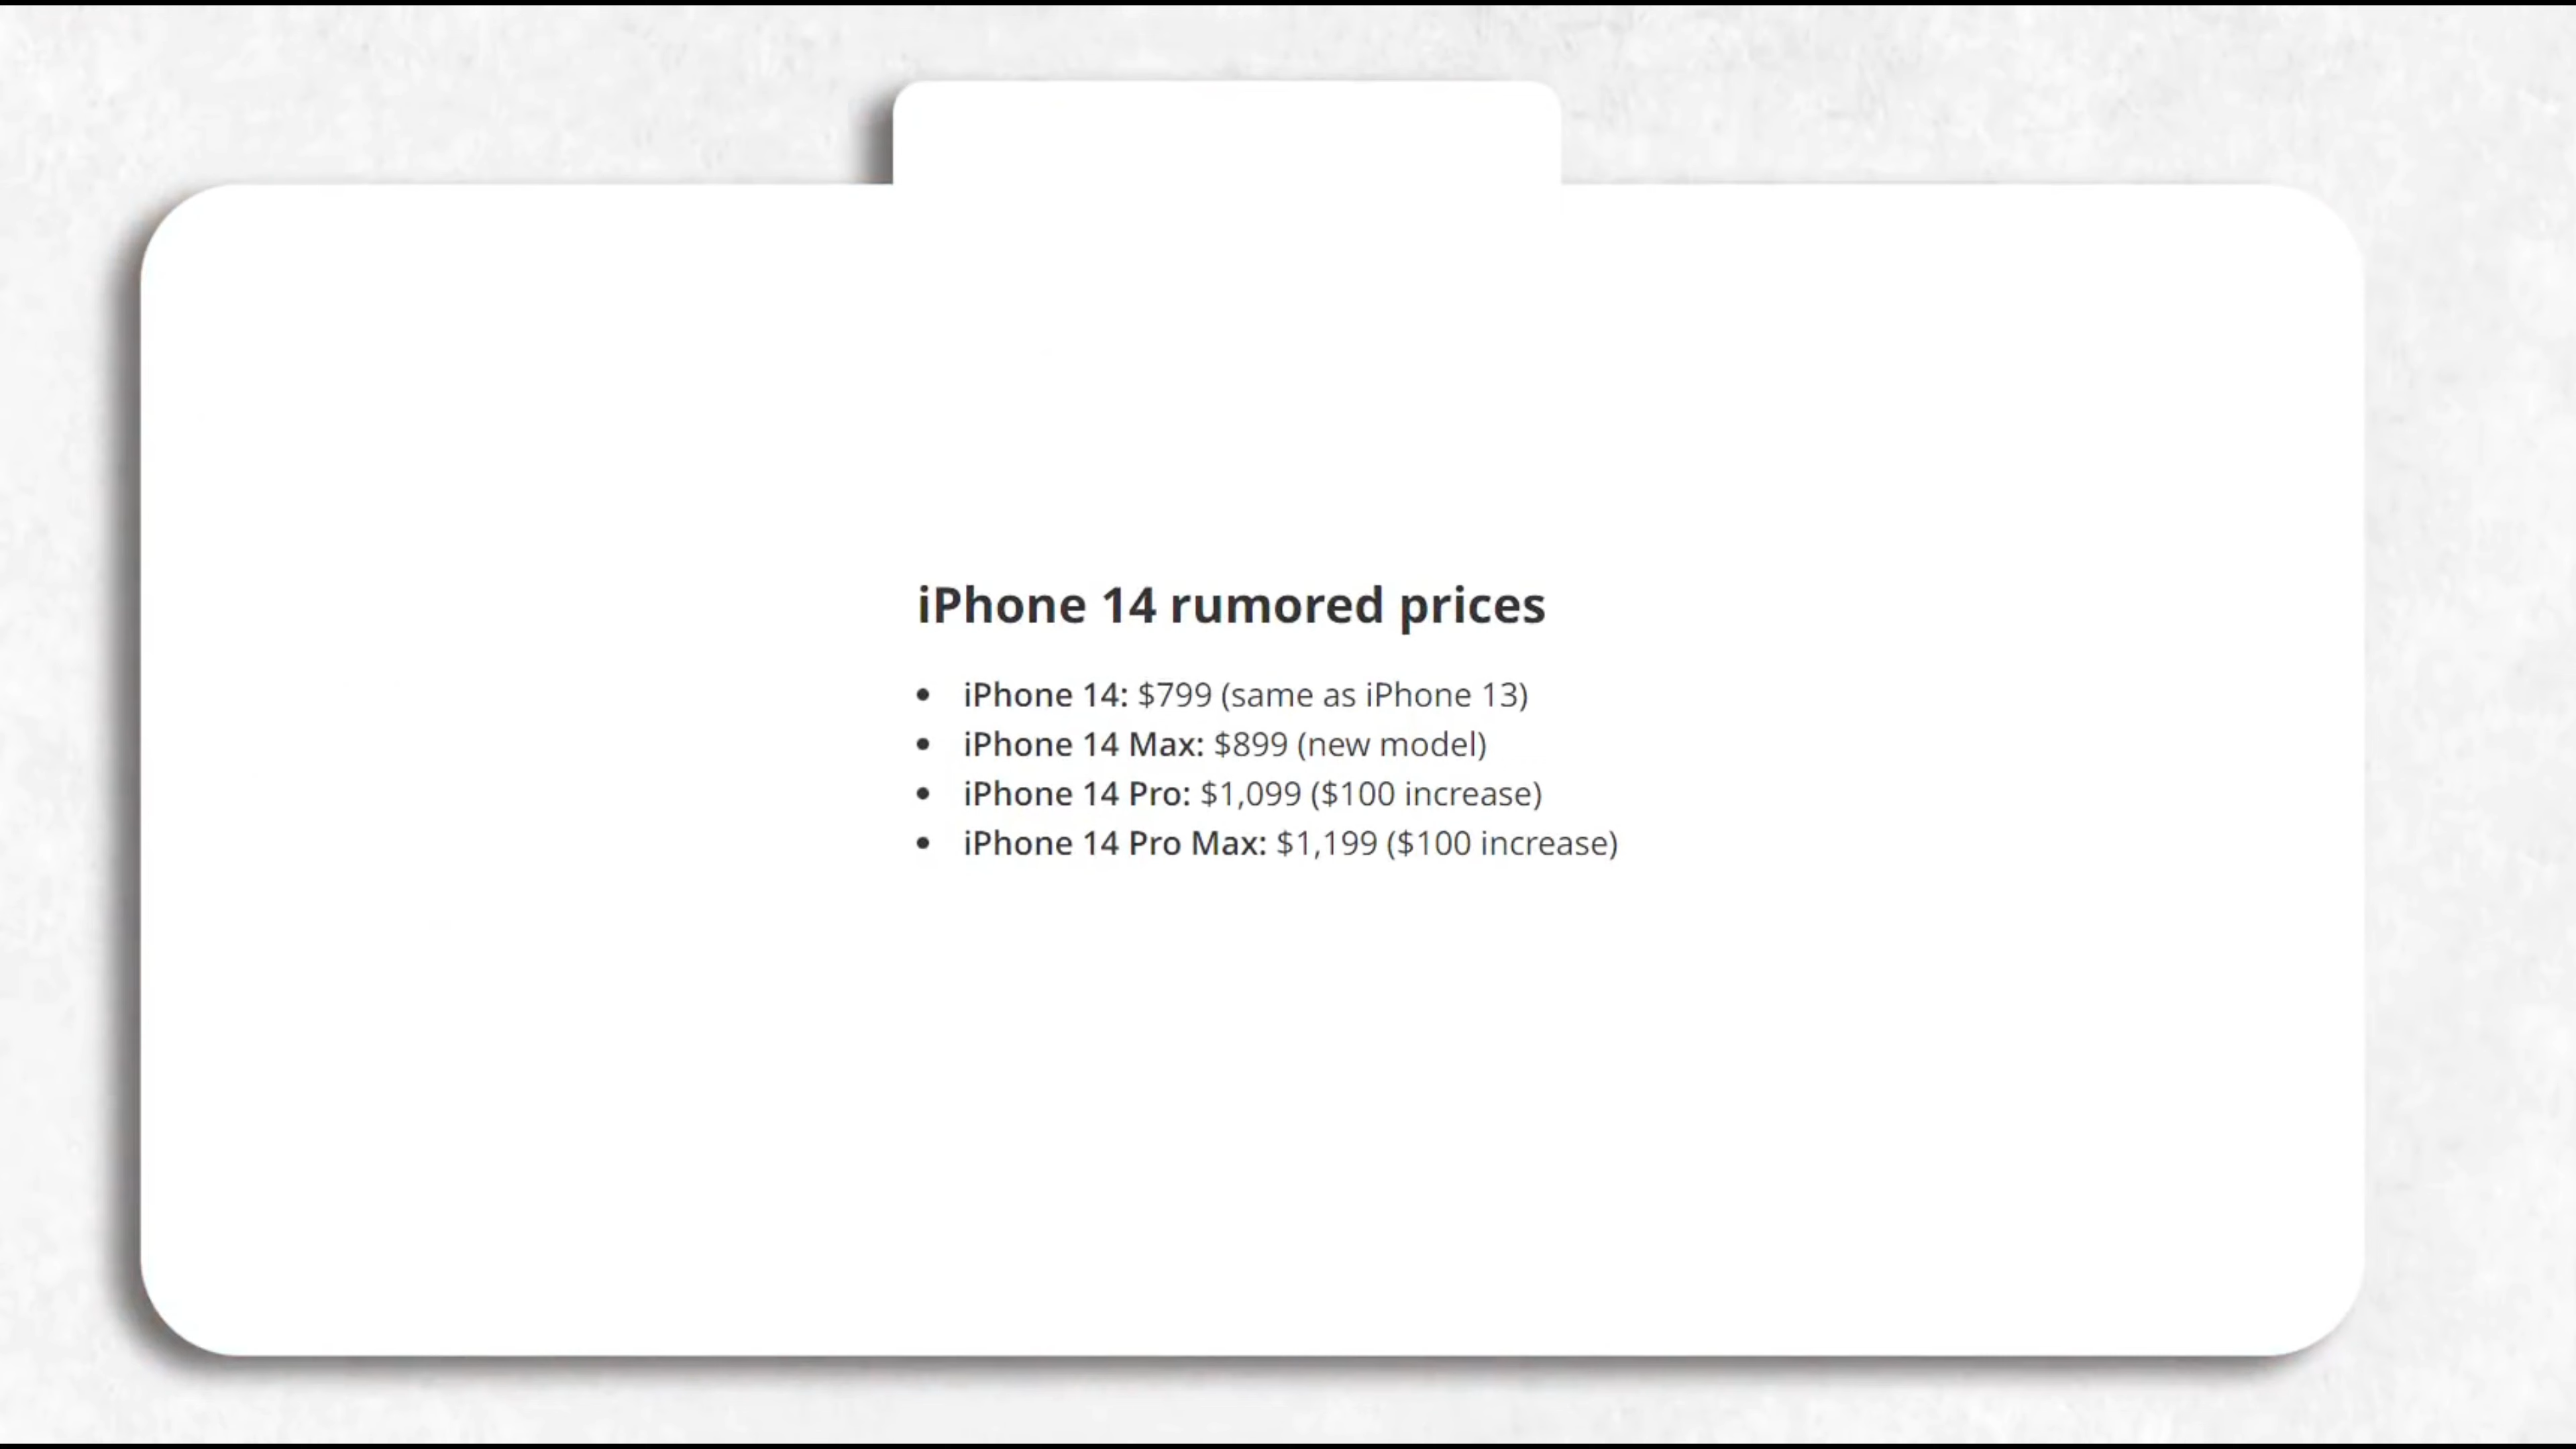 iPhone 14 rumored prices
• iPhone 14: $799 (same as iPhone 13)
• iPhone 14 Max: $899 (new model)
• iPhone 14 Pro: $1,099 ($100 increase)
• iPhone 14 Pro Max: $1,199 ($100 increase)